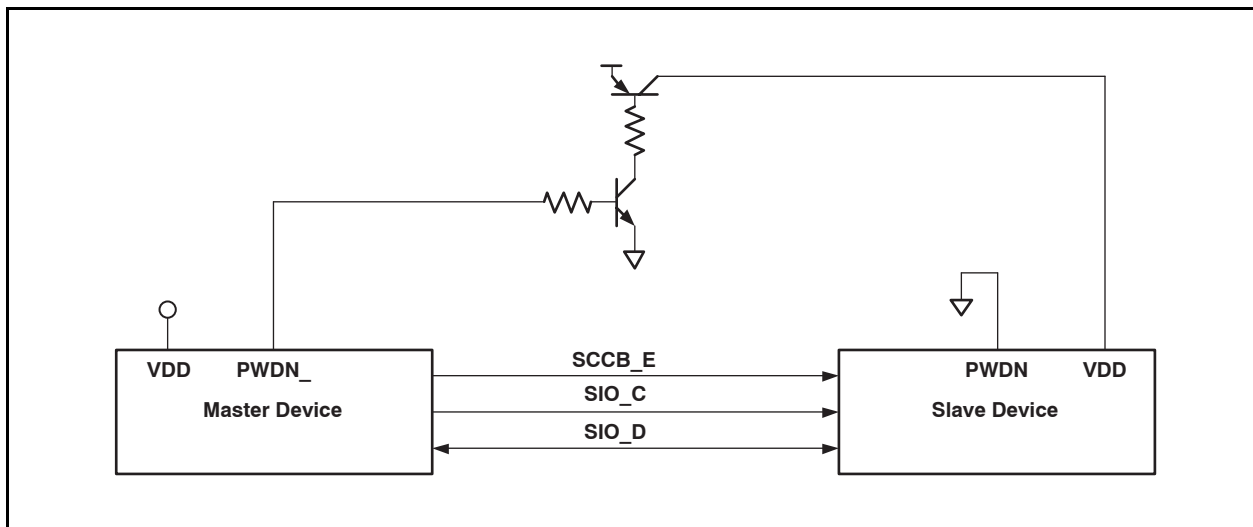 VDD
PWDN_
Master Device
SCCB_E
SIO_C
SIO_D
PWDN
VDD
Slave Device